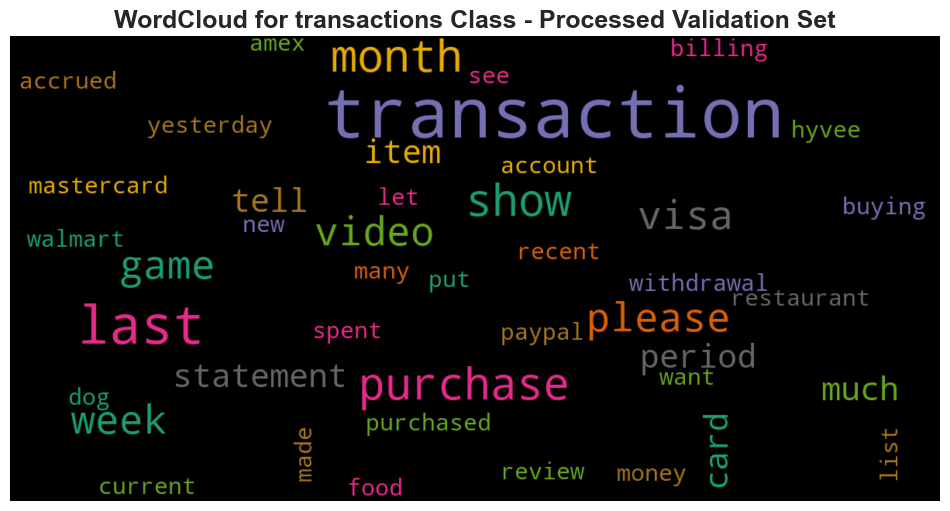 WordCloud for transactions Class - Processed Validation Set
amex
month
billing
see
accrued
transaction
yesterday
hyvee
item
account
mastercard
let
show
tell
buying
visa
new
video
walmart
recent
game
many
put
withdrawal
restaurant
last
spent
paypal
please
period
statement
purchase
want
much
dog
week
purchased
card
made
list
review
money
current
food